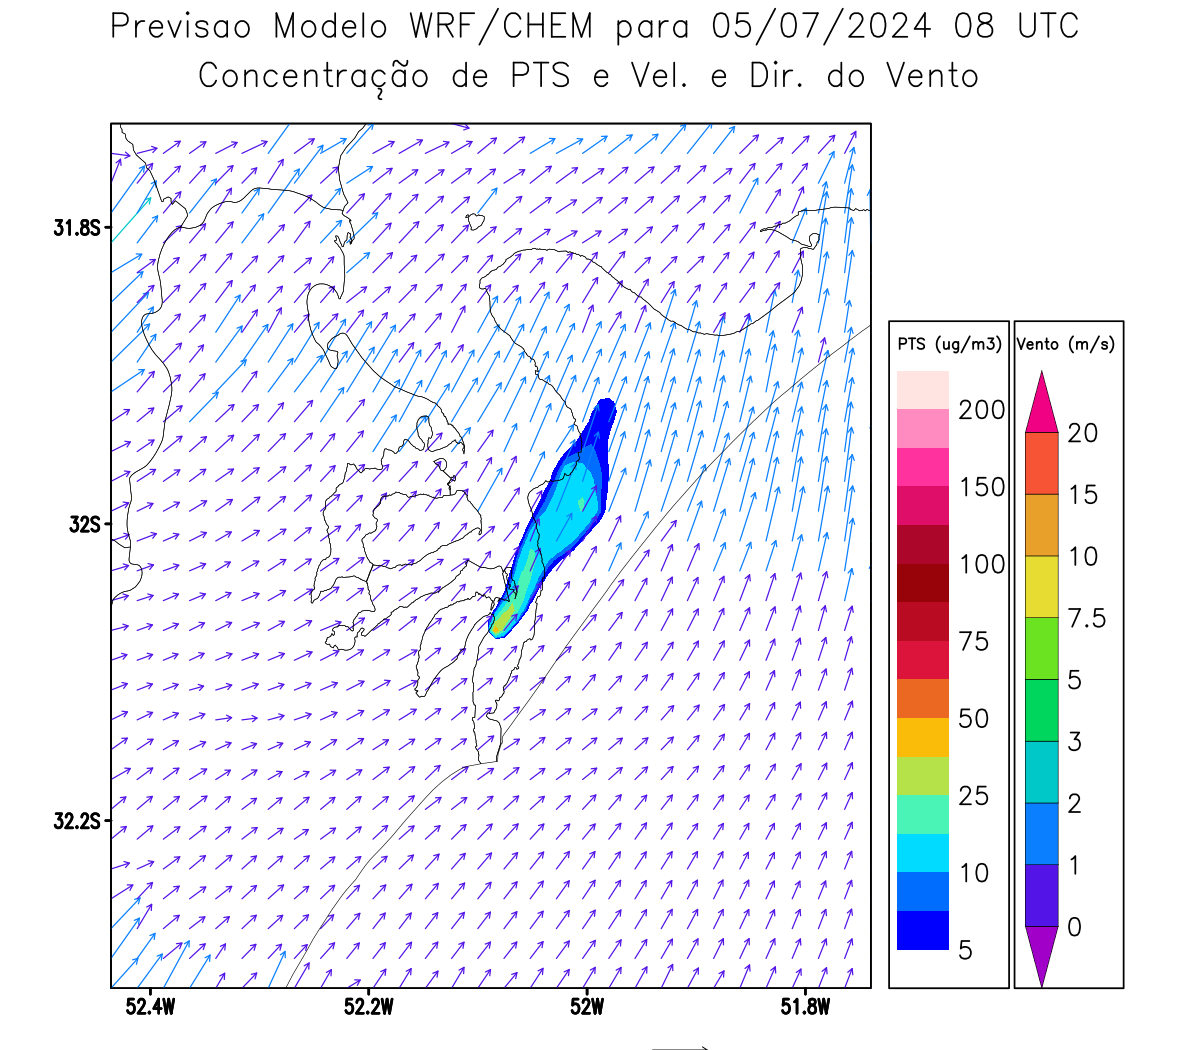 Previsao Modelo WRF/CHEM para 05/07/2024 08 UTC
Concentração de PTS e Vel. e Dir. do Vento
31.8S
32S
32.2S
52.4W
52.2W
52W
51.8W
PTS (ug/m3)
200
150
100
75
50
25
10
5
Vento (m/s)
20
15
10
7.5
5
3
2
1
0